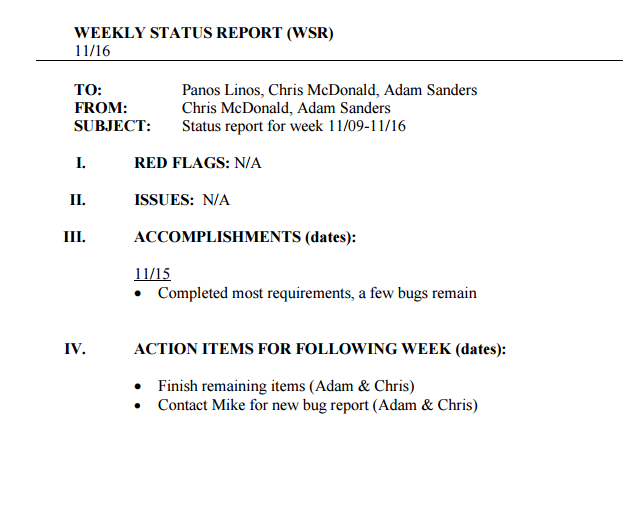 WEEKLY STATUS REPORT (WSR)
11/16
TO: Panos Linos, Chris McDonald, Adam Sanders
FROM: Chris McDonald, Adam Sanders
SUBJECT: Status report for week 11/09-11/16
I. RED FLAGS: N/A
II. ISSUES: N/A
III. ACCOMPLISHMENTS (dates):
11/15
• Completed most requirements, a few bugs remain
IV. ACTION ITEMS FOR FOLLOWING WEEK (dates):
• Finish remaining items (Adam & Chris)
• Contact Mike for new bug report (Adam & Chris)